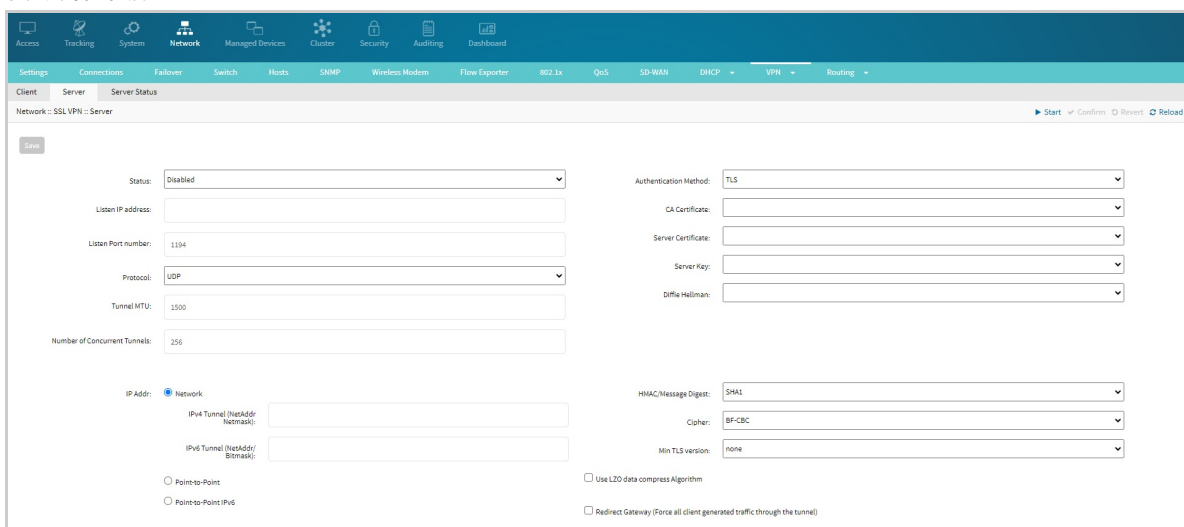 Access Tracking System Network Managed Devices Cluster Security Auditing Dashboard
Settings Connections Failover Switch Hosts SNMP Wireless Modem Flow Exporter 802.1x QoS SD-WAN DHCP VPN Routing
Client Server Server Status
Network :: SSL VPN :: Server Start Confirm Revert Reload
Save
Status: Disabled
Listen IP address:
Listen Port number: 1194
Protocol: UDP
Tunnel MTU: 1500
Number of Concurrent Tunnels: 256
Authentication Method: TLS
CA Certificate:
Server Certificate:
Server Key:
Diffie Hellman:
IP Addr: Network
IPv4 Tunnel (NetAddr
Netmask):
IPv6 Tunnel (NetAddr/
Bitmask):
Point-to-Point
Point-to-Point IPv6
HMAC/Message Digest: SHA1
Cipher: BF-CBC
Min TLS version: none
Use LZO data compress Algorithm
Redirect Gateway (Force all client generated traffic through the tunnel)